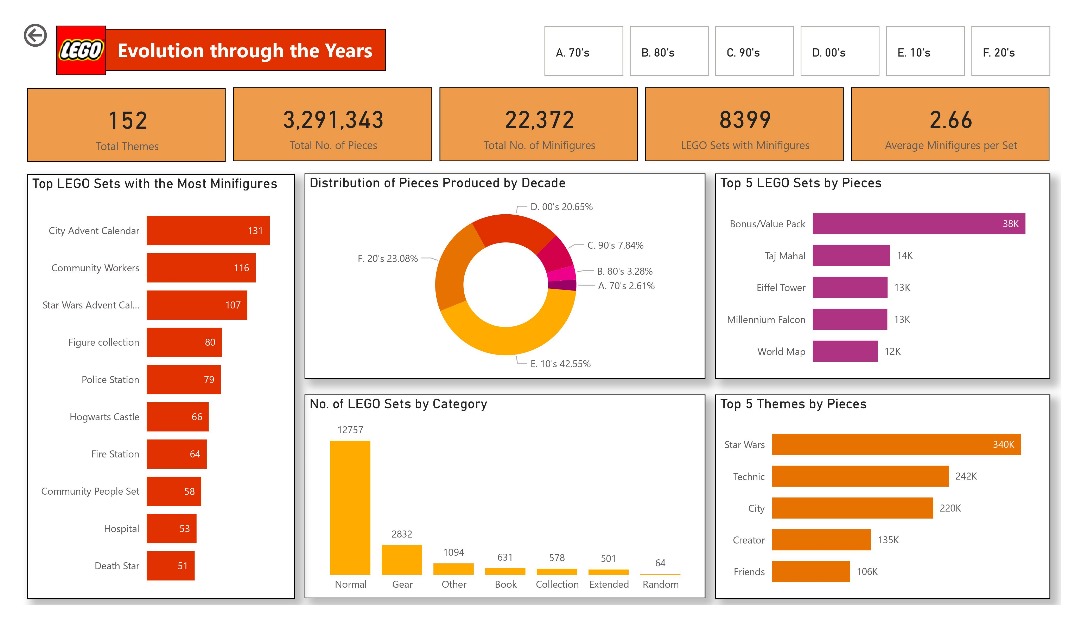 LEGO
Evolution through the Years
A. 70's
B. 80's
C. 90's
D. 00's
E. 10's
F. 20's
152
Total Themes
3,291,343
Total No. of Pieces
22,372
Total No. of Minifigures
8399
LEGO Sets with Minifigures
2.66
Average Minifigures per Set
Top LEGO Sets with the Most Minifigures
City Advent Calendar 131
Community Workers 116
Star Wars Advent Cal... 107
Figure collection 80
Police Station 79
Hogwarts Castle 66
Fire Station 64
Community People Set 58
Hospital 53
Death Star 51
Distribution of Pieces Produced by Decade
D. 00's 20.65%
C. 90's 7.84%
F. 20's 23.08%
B. 80's 3.28%
A. 70's 2.61%
E. 10's 42.55%
Top 5 LEGO Sets by Pieces
Bonus/Value Pack 38K
Taj Mahal 14K
Eiffel Tower 13K
Millennium Falcon 13K
World Map 12K
No. of LEGO Sets by Category
12757
2832
1094
631
578
501
64
Normal Gear Other Book Collection Extended Random
Top 5 Themes by Pieces
Star Wars 340K
Technic 242K
City 220K
Creator 135K
Friends 106K